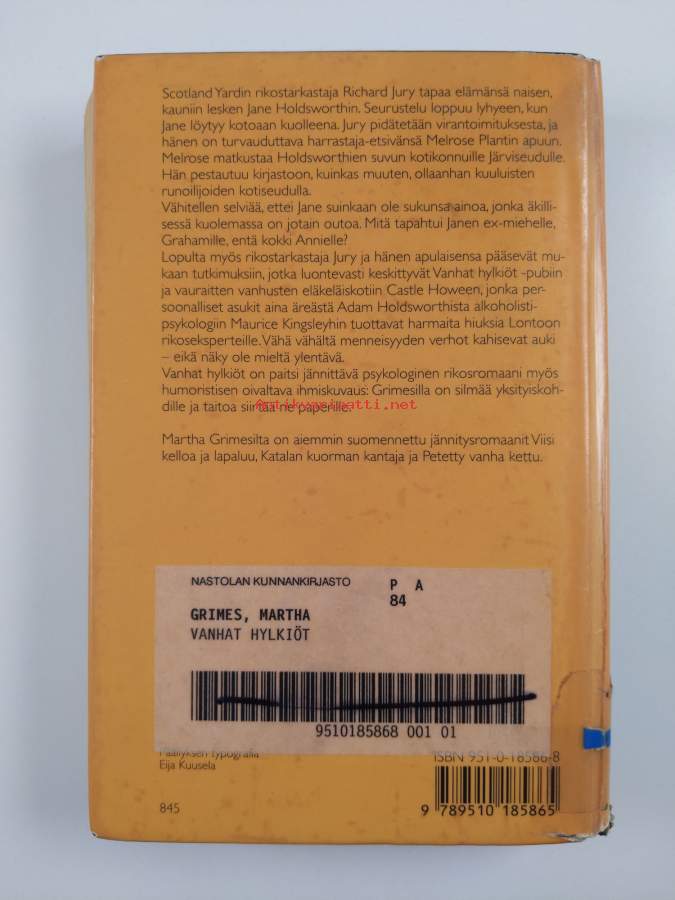 Scotland Yardin rikostarkastaja Richard Jury tapaa elämänsä naisen,
kauniin lesken Jane Holdsworthin. Seurustelu loppuu lyhyeen, kun
Jane löytyy kotoaan kuolleena. Jury pidätetään virantoimituksesta, ja
hänen on turvauduttava harrastaja-etsivänsä Melrose Plantin apuun.
Melrose matkustaa Holdsworthien suvun kotikonnuille Järviseudulle.
Hän pestautuu kirjastoon, kuinkas muuten, ollaanhan kuuluisten
runoilijoiden kotiseudulla.
Vähitellen selviää, ettei Jane suinkaan ole sukunsa ainoa, jonka äkilli-
sessä kuolemassa on jotain outoa. Mitä tapahtui Janen ex-miehelle,
Grahamille, entä kokki Annielle?
Lopulta myös rikostarkastaja Jury ja hänen apulaisensa pääsevät mu-
kaan tutkimuksiin, jotka luontevasti keskittyvät Vanhat hylkiöt -pubiin
ja vauraitten vanhusten eläkeläiskotiin Castle Hoween, jonka per-
soonalliset asukit aina äreästä Adam Holdsworthista alkoholisti-
psykologiin Maurice Kingsleyhin tuottavat harmaita hiuksia Lontoon
rikoseksperteille. Vähä vähältä menneisyyden verhot kahisevat auki
– eikä näky ole mieltä ylentävä.
Vanhat hylkiöt on paitsi jännittävä psykologinen rikosromaani myös
humoristisen oivaltava ihmiskuvaus: Grimesilla on silmää yksityiskoh-
dille ja taitoa siirtää ne paperille.
Antikvariaatti.net
Martha Grimesilta on aiemmin suomennettu jännitysromaanit Viisi
kelloa ja lapaluu, Katalan kuorman kantaja ja Petetty vanha kettu.
NASTOLAN KUNNANKIRJASTO
P A
84
GRIMES, MARTHA
VANHAT HYLKIÖT
9510185868 001 01
Päällyksen typografia
Eija Kuusela
845
ISBN 951-0-18586-8
9 789510 185865